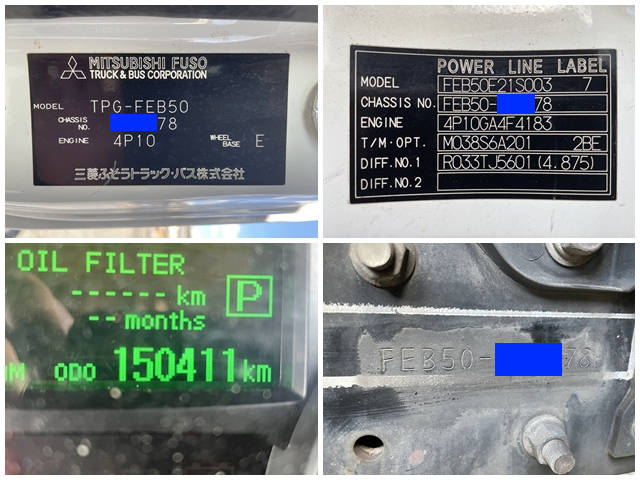 MITSUBISHI FUSO
TRUCK & BUS CORPORATION
MODEL TPG-FEB50
CHASSIS NO. 78
ENGINE 4P10 WHEEL BASE E
三菱ふそうトラック・バス株式会社
POWER LINE LABEL
MODEL FEB50E21S003 7
CHASSIS NO. FEB50- 78
ENGINE 4P10GA4F4183
T/M・OPT. M038S6A201 2BE
DIFF.NO.1 R033TJ5601(4.875)
DIFF.NO.2
OIL FILTER
------ km
P
-- months
ODO 150411 km
FEB50- 78